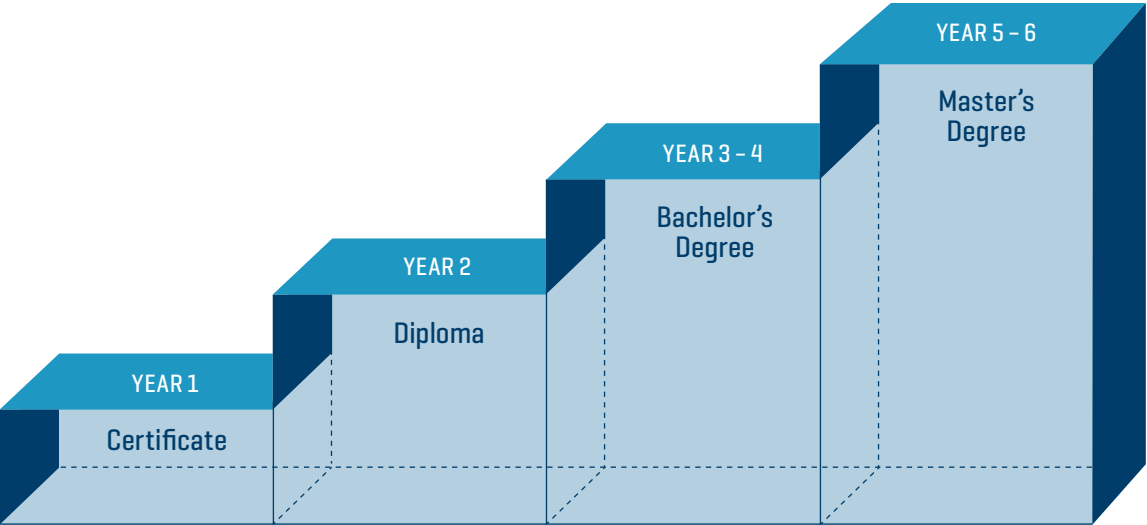 YEAR 1
Certificate
YEAR 2
Diploma
YEAR 3 – 4
Bachelor’s
Degree
YEAR 5 – 6
Master’s
Degree